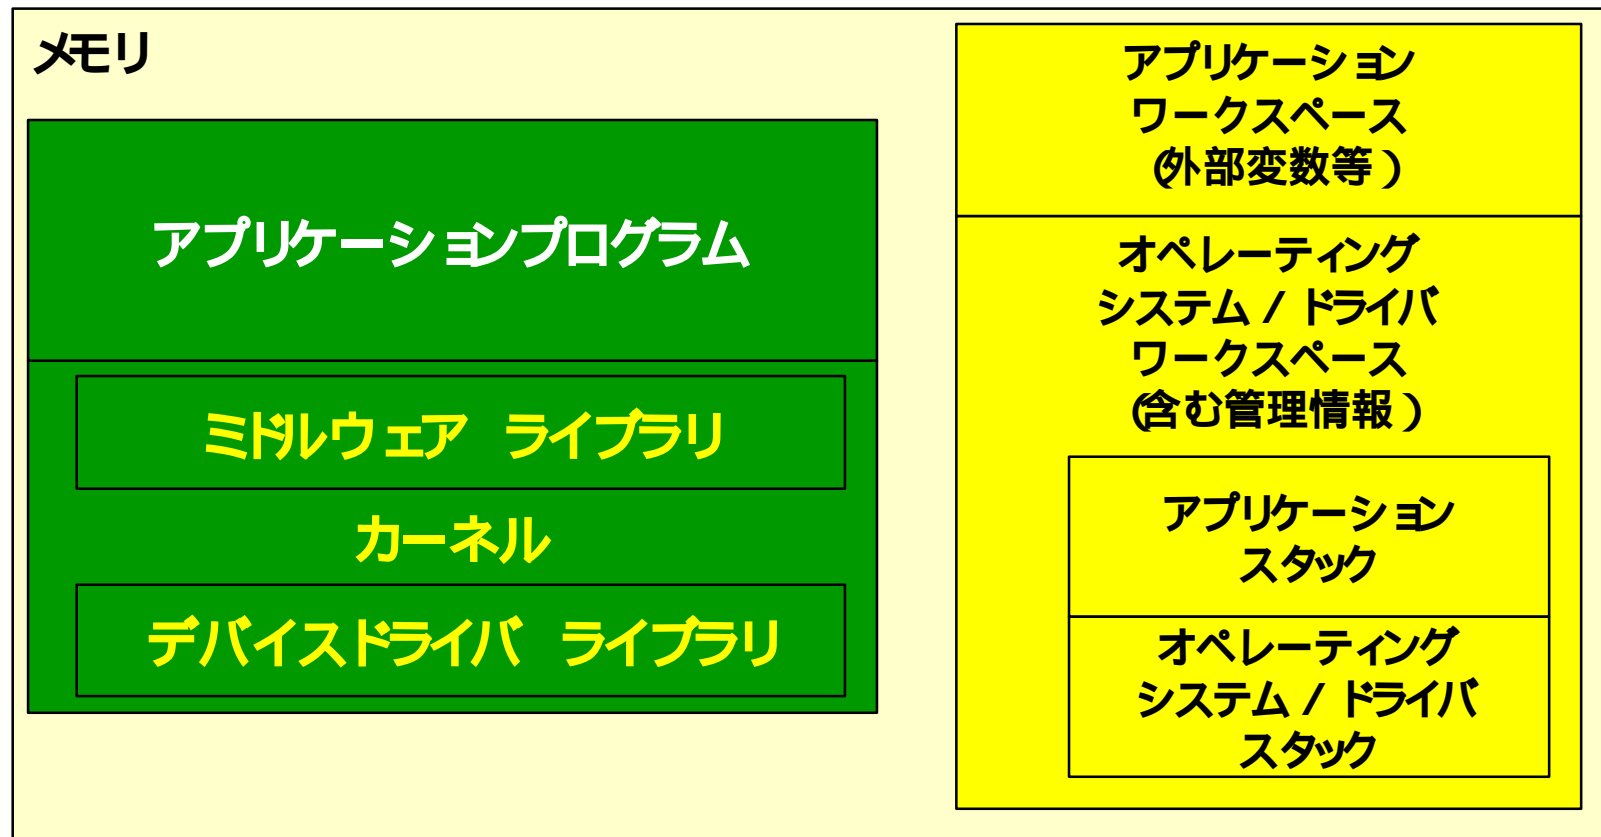 メモリ
アプリケーションプログラム
ミドルウェア ライブラリ
カーネル
デバイスドライバ ライブラリ
アプリケーション
ワークスペース
(外部変数等)
オペレーティング
システム / ドライバ
ワークスペース
(含む管理情報)
アプリケーション
スタック
オペレーティング
システム / ドライバ
スタック